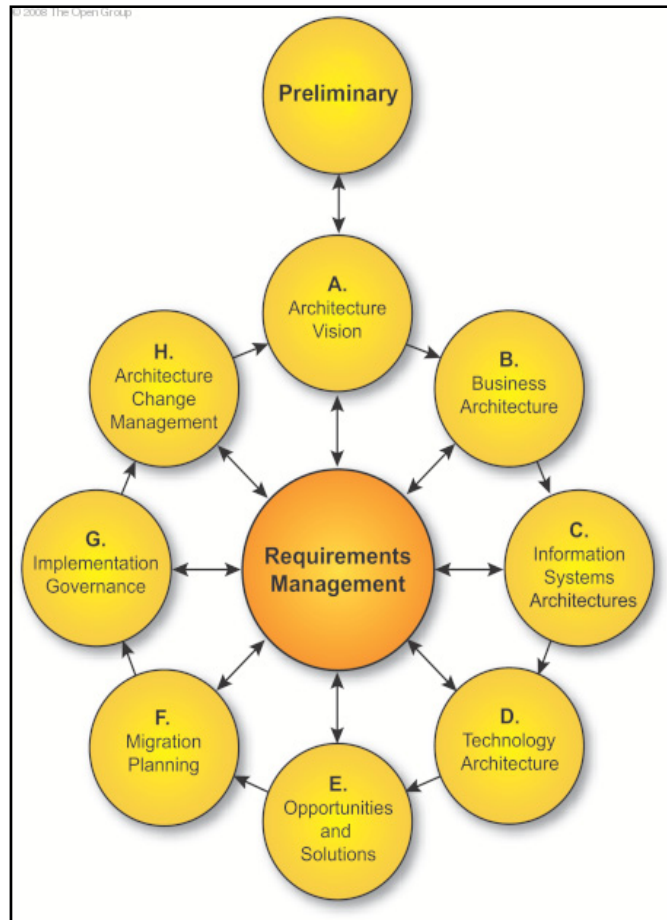 © 2008 The Open Group
Preliminary
A.
Architecture
Vision
B.
Business
Architecture
C.
Information
Systems
Architectures
D.
Technology
Architecture
E.
Opportunities
and
Solutions
F.
Migration
Planning
G.
Implementation
Governance
H.
Architecture
Change
Management
Requirements
Management